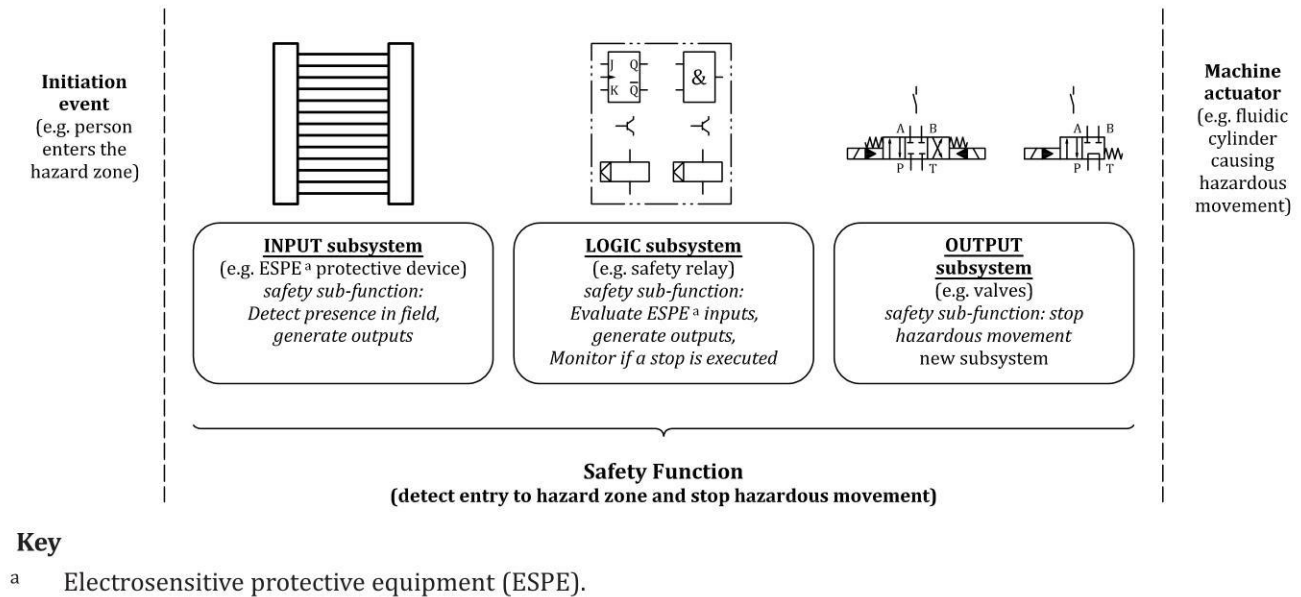 Initiation
event
(e.g. person
enters the
hazard zone)
J Q
K Q̅
&
A B
P T
A B
P T
Machine
actuator
(e.g. fluidic
cylinder
causing
hazardous
movement)
INPUT subsystem
(e.g. ESPE ᵃ protective device)
safety sub-function:
Detect presence in field,
generate outputs
LOGIC subsystem
(e.g. safety relay)
safety sub-function:
Evaluate ESPE ᵃ inputs,
generate outputs,
Monitor if a stop is executed
OUTPUT
subsystem
(e.g. valves)
safety sub-function: stop
hazardous movement
new subsystem
Safety Function
(detect entry to hazard zone and stop hazardous movement)
Key
ᵃ Electrosensitive protective equipment (ESPE).